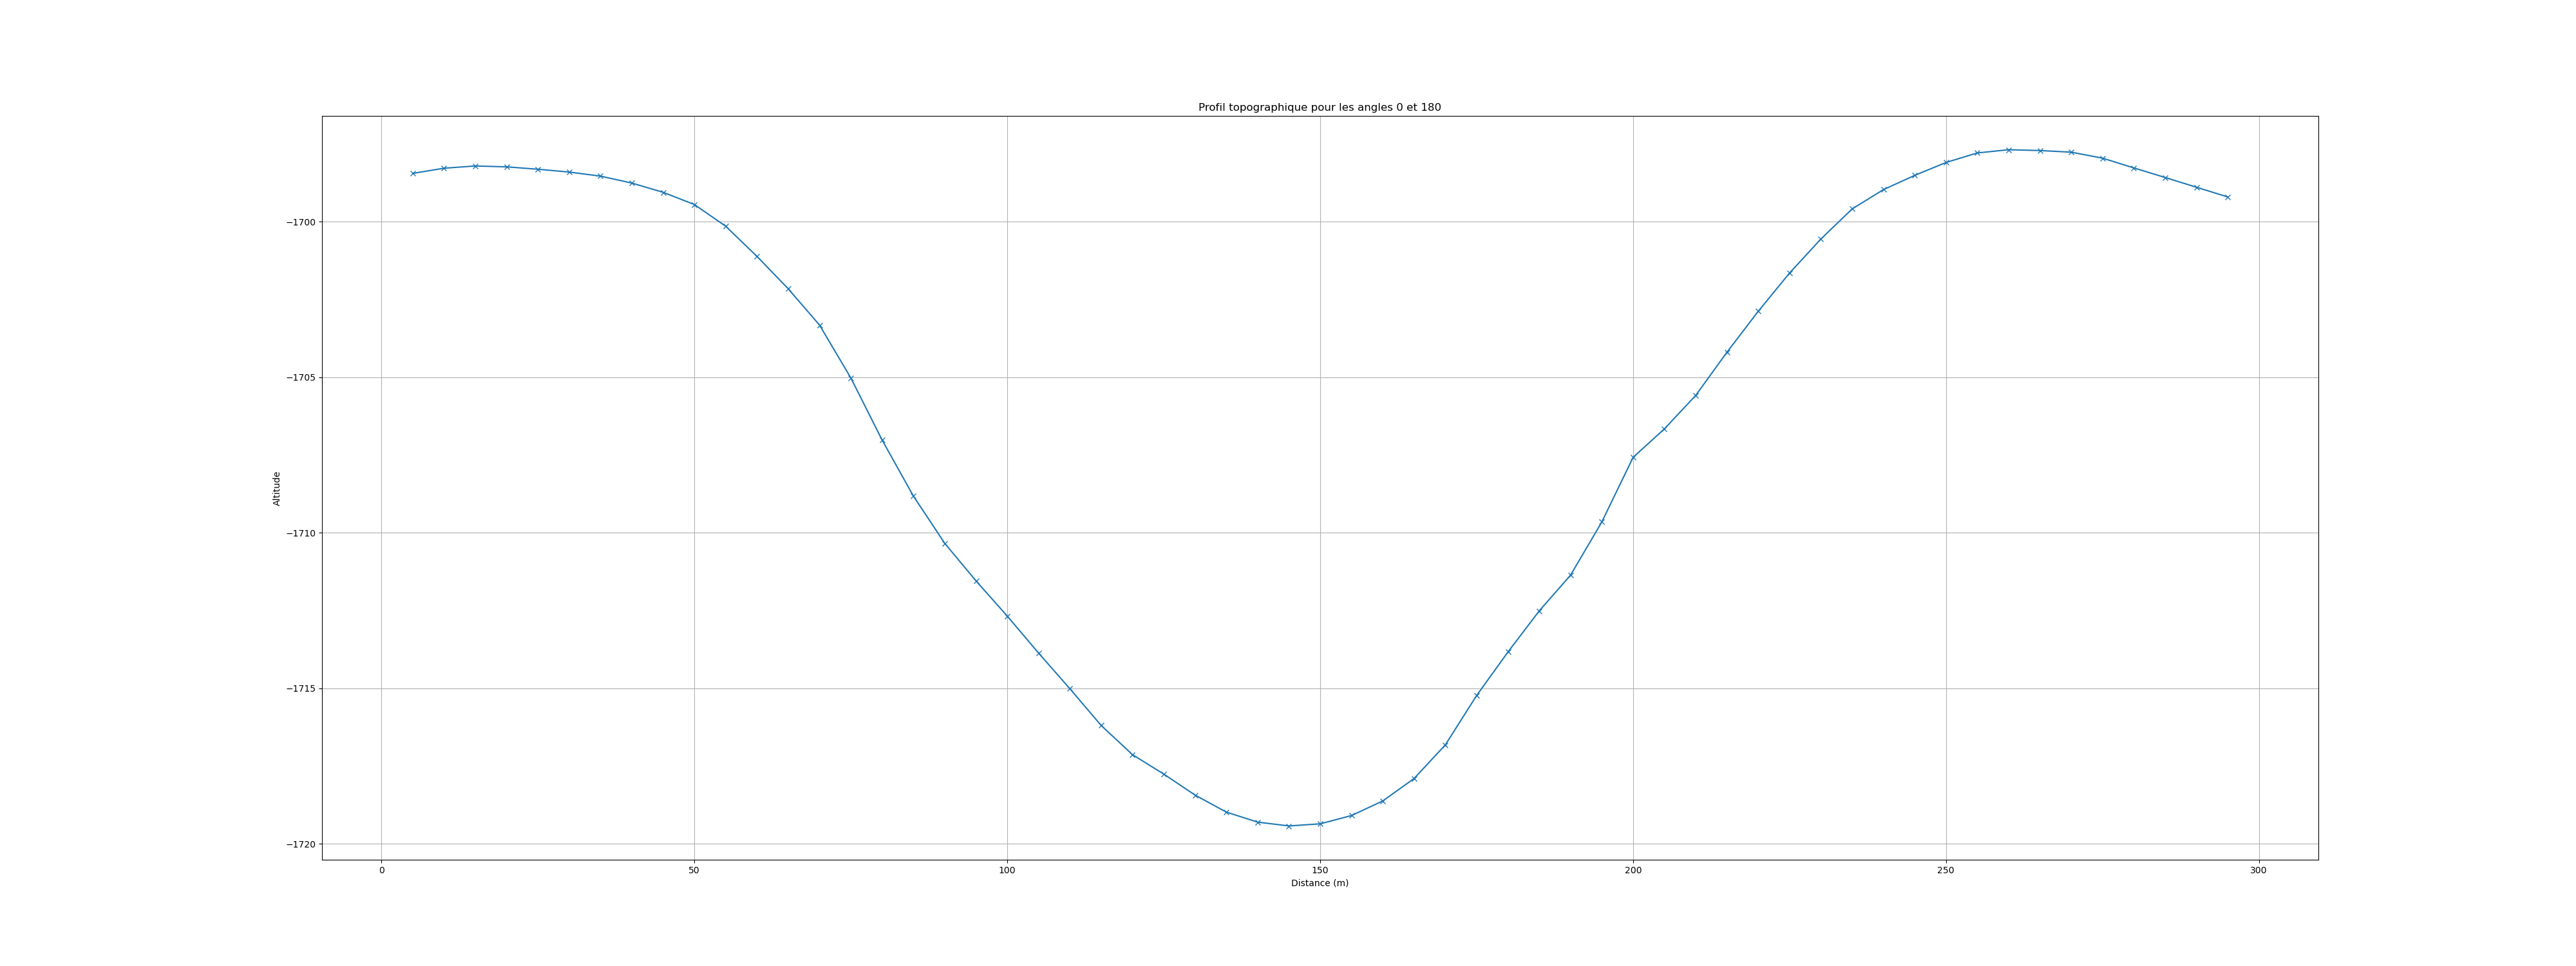 Profil topographique pour les angles 0 et 180
−1700
−1705
Altitude
−1710
−1715
−1720
0 50 100 150 200 250 300
Distance (m)